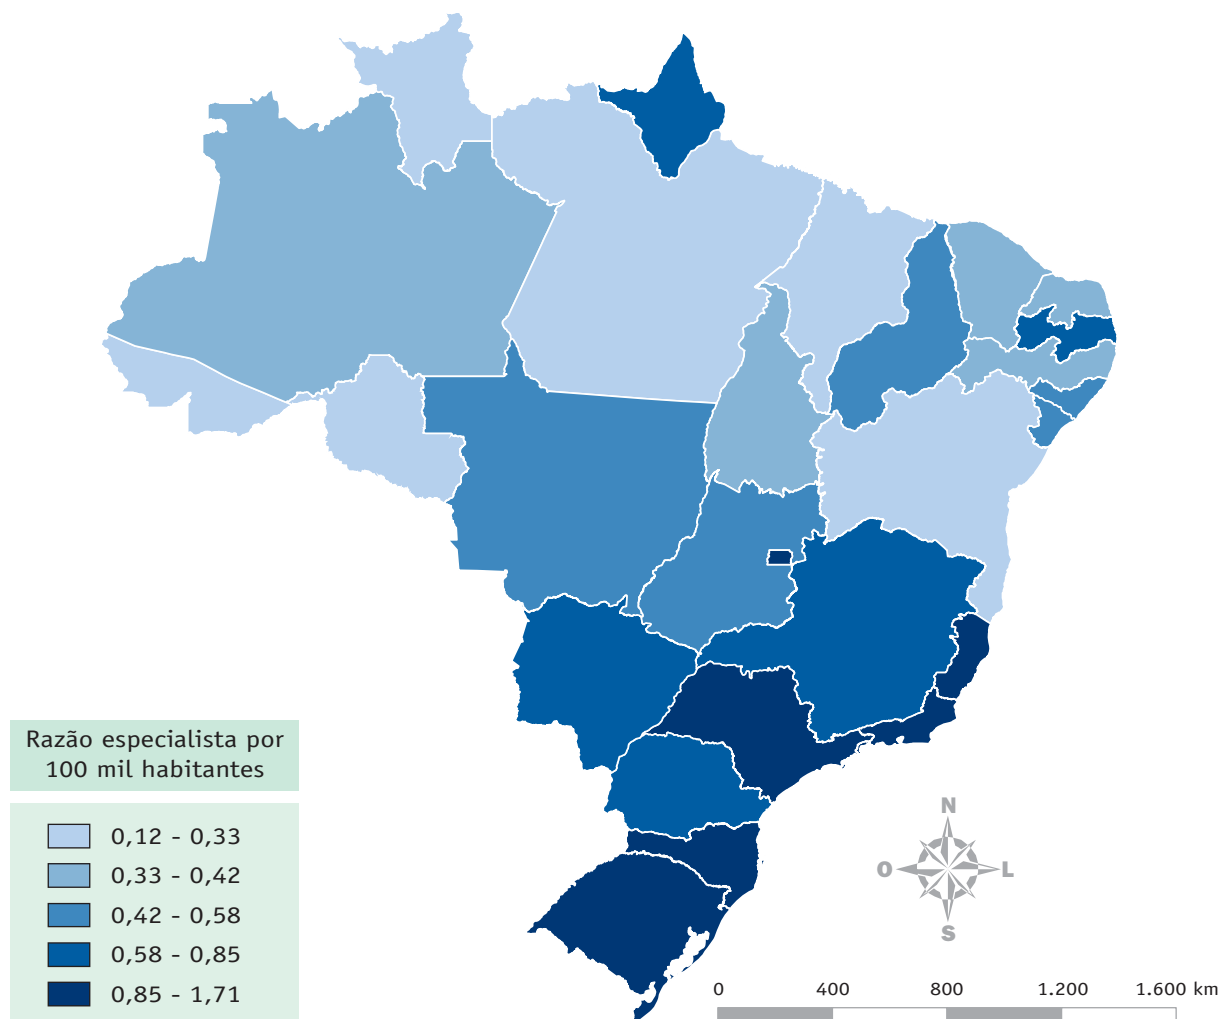 Razão especialista por
100 mil habitantes
0,12 - 0,33
0,33 - 0,42
0,42 - 0,58
0,58 - 0,85
0,85 - 1,71
N
O L
S
0 400 800 1.200 1.600 km